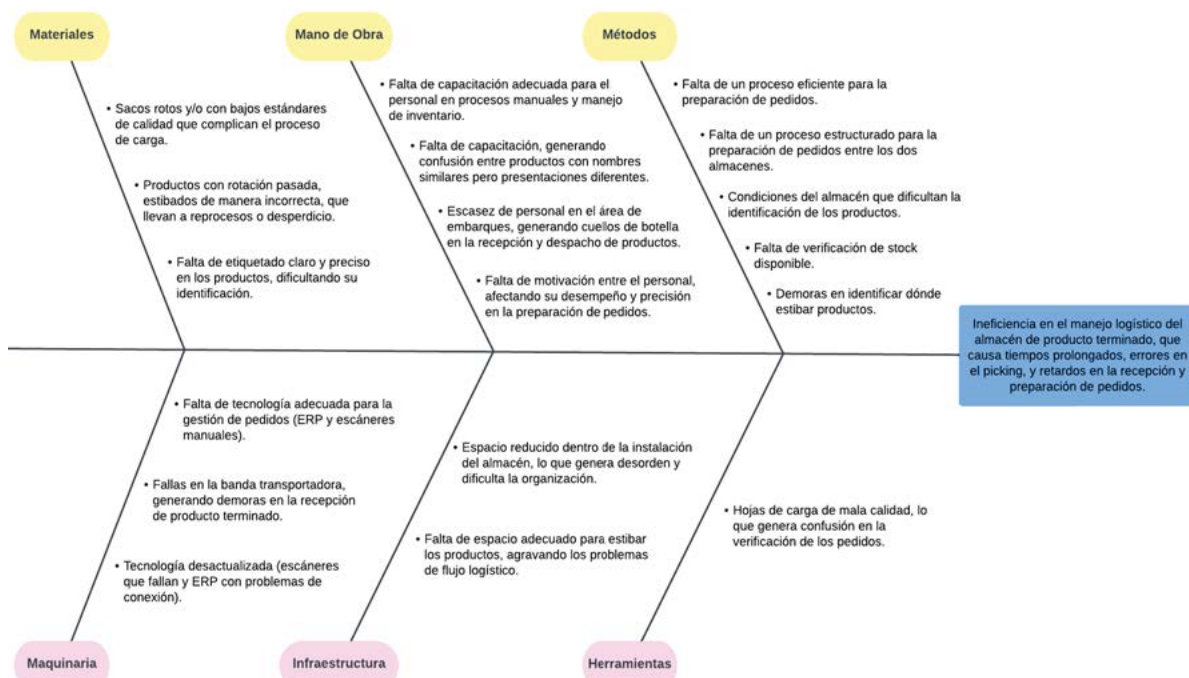 Materiales
Mano de Obra
Métodos
• Sacos rotos y/o con bajos estándares
de calidad que complican el proceso
de carga.
• Productos con rotación pasada,
estibados de manera incorrecta, que
llevan a reprocesos o desperdicio.
• Falta de etiquetado claro y preciso
en los productos, dificultando su
identificación.
• Falta de capacitación adecuada para el
personal en procesos manuales y manejo
de inventario.
• Falta de capacitación, generando
confusión entre productos con nombres
similares pero presentaciones diferentes.
• Escasez de personal en el área de
embarques, generando cuellos de botella
en la recepción y despacho de productos.
• Falta de motivación entre el personal,
afectando su desempeño y precisión
en la preparación de pedidos.
• Falta de un proceso eficiente para la
preparación de pedidos.
• Falta de un proceso estructurado para la
preparación de pedidos entre los dos
almacenes.
• Condiciones del almacén que dificultan la
identificación de los productos.
• Falta de verificación de stock
disponible.
• Demoras en identificar dónde
estibar productos.
Ineficiencia en el manejo logístico del
almacén de producto terminado, que
causa tiempos prolongados, errores en
el picking, y retardos en la recepción y
preparación de pedidos.
• Falta de tecnología adecuada para la
gestión de pedidos (ERP y escáneres
manuales).
• Fallas en la banda transportadora,
generando demoras en la recepción
de producto terminado.
• Tecnología desactualizada (escáneres
que fallan y ERP con problemas de
conexión).
• Espacio reducido dentro de la instalación
del almacén, lo que genera desorden y
dificulta la organización.
• Falta de espacio adecuado para estibar
los productos, agravando los problemas
de flujo logístico.
• Hojas de carga de mala calidad, lo
que genera confusión en la
verificación de los pedidos.
Maquinaria
Infraestructura
Herramientas